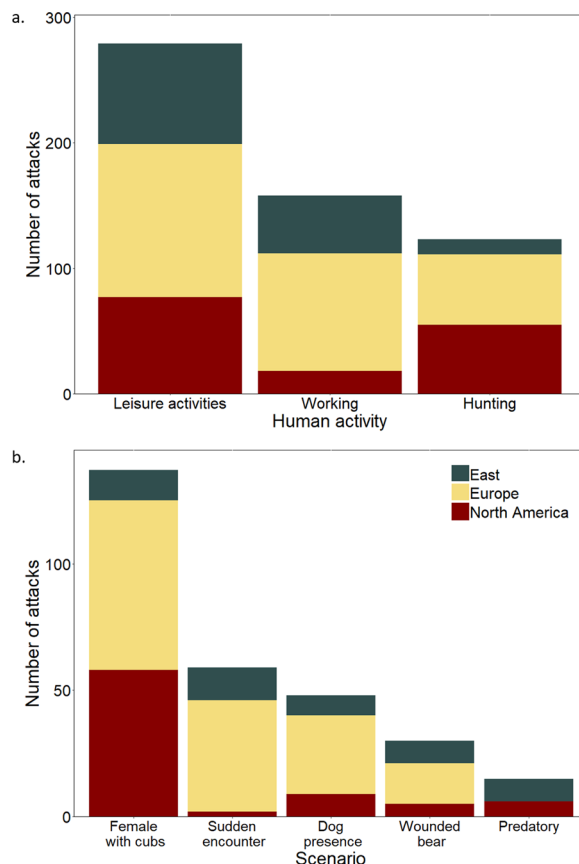 a.
300
200
100
0
Number of attacks
Leisure activities
Working
Hunting
Human activity
b.
East
Europe
North America
100
50
0
Number of attacks
Female
with cubs
Sudden
encounter
Dog
presence
Wounded
bear
Predatory
Scenario